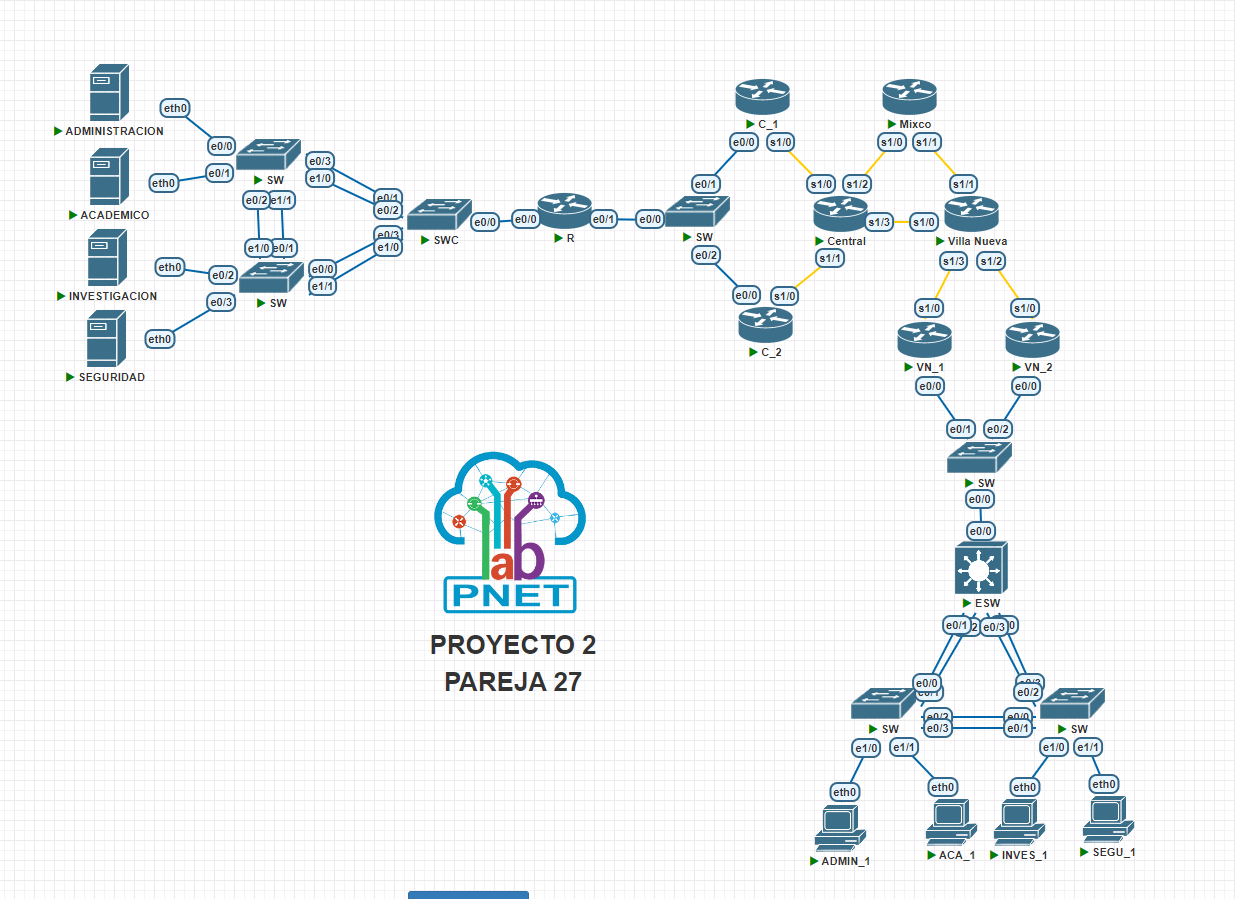 ADMINISTRACION
eth0
e0/0
ACADEMICO
eth0
e0/1
SW
e0/3
e1/0
e0/2
e1/1
INVESTIGACION
eth0
e0/2
e1/0
e0/1
SW
e0/0
e1/1
SEGURIDAD
eth0
e0/3
e0/1
e0/2
e0/3
e1/0
SWC
e0/0
e0/0
R
e0/1
e0/0
SW
e0/1
e0/2
C_1
e0/0
s1/0
C_2
e0/0
s1/0
Mixco
s1/0
s1/1
s1/0
s1/2
Central
s1/3
s1/1
s1/1
s1/0
Villa Nueva
s1/3
s1/2
s1/0
VN_1
e0/0
s1/0
VN_2
e0/0
e0/1
e0/2
SW
e0/0
e0/0
ESW
e0/1
2
e0/3
0
e0/0
e0/2
SW
e0/2
e0/3
e0/0
e0/1
SW
e1/0
e1/1
e1/0
e1/1
eth0
eth0
eth0
eth0
ADMIN_1
ACA_1
INVES_1
SEGU_1
lab
PNET
PROYECTO 2
PAREJA 27